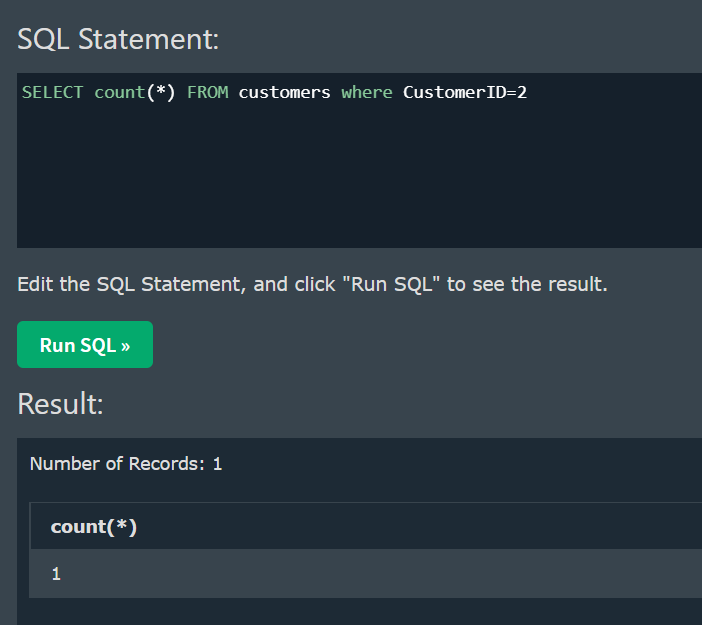 SQL Statement:
SELECT count(*) FROM customers where CustomerID=2
Edit the SQL Statement, and click "Run SQL" to see the result.
Run SQL »
Result:
Number of Records: 1
count(*)
1